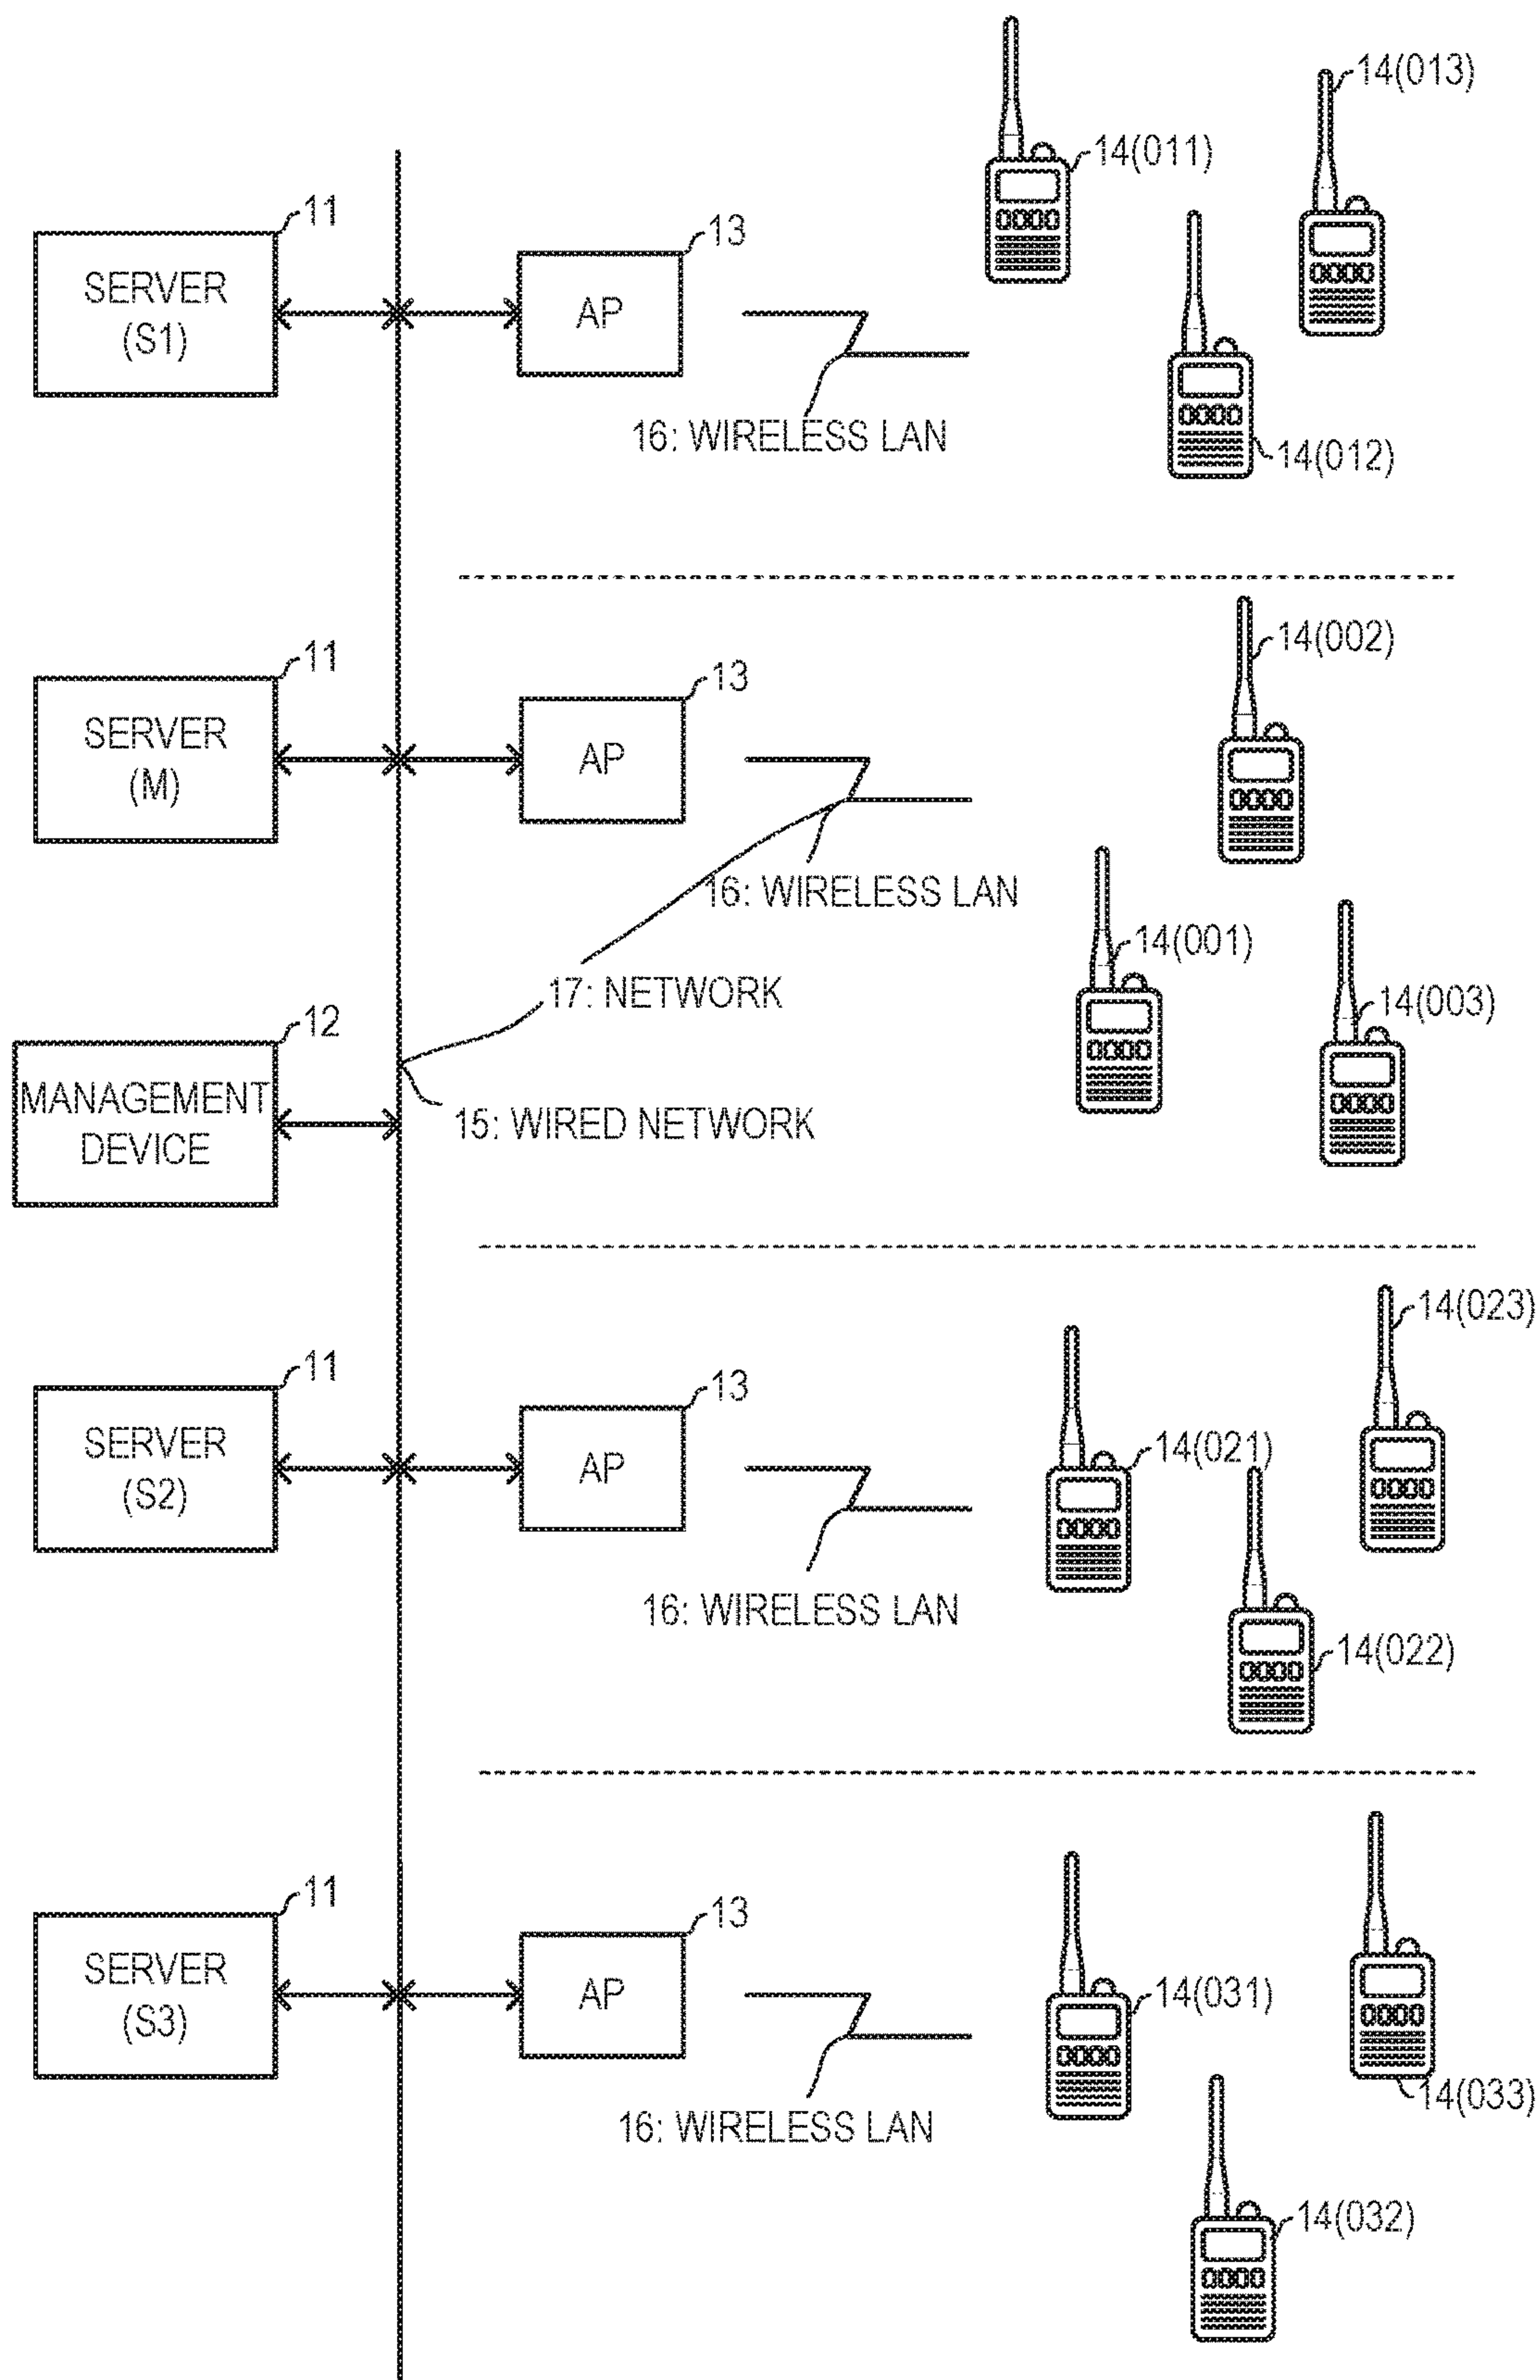 14(013)
14(011)
11
13
SERVER
(S1)
AP
16: WIRELESS LAN
14(012)
14(002)
11
13
SERVER
(M)
AP
16: WIRELESS LAN
14(001)
17: NETWORK
14(003)
12
MANAGEMENT
DEVICE
15: WIRED NETWORK
14(023)
11
13
SERVER
(S2)
AP
14(021)
16: WIRELESS LAN
14(022)
11
13
SERVER
(S3)
AP
14(031)
14(033)
16: WIRELESS LAN
14(032)